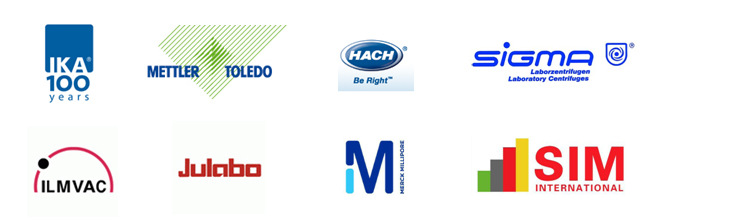 IKA®
100
years
METTLER TOLEDO
HACH®
Be Right™
SIGMA ®
Laborzentrifugen
Laboratory Centrifuges
ILMVAC
Julabo
M
MERCK MILLIPORE
SIM
INTERNATIONAL